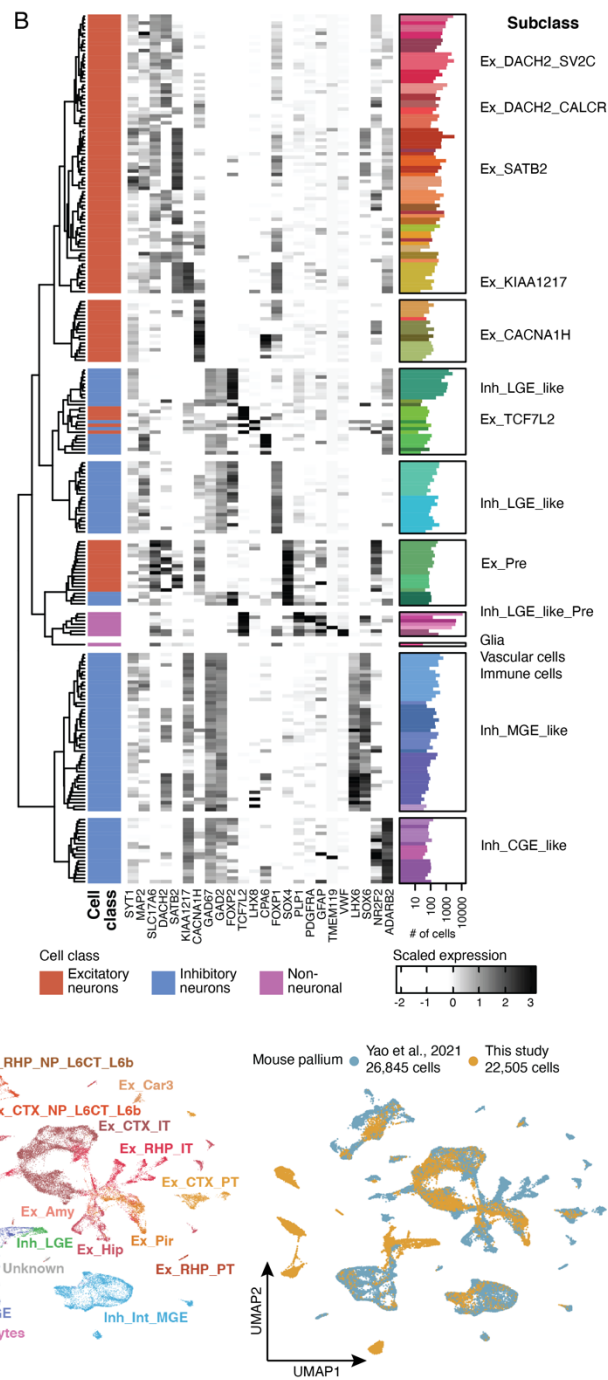 B
Subclass
Ex_DACH2_SV2C
Ex_DACH2_CALCR
Ex_SATB2
Ex_KIAA1217
Ex_CACNA1H
Inh_LGE_like
Ex_TCF7L2
Inh_LGE_like
Ex_Pre
Inh_LGE_like_Pre
Glia
Vascular cells
Immune cells
Inh_MGE_like
Inh_CGE_like
Cell
class
SYT1
MAP2
SLC17A6
DACH2
SATB2
KIAA1217
CACNA1H
GAD67
GAD2
FOXP2
TCF7L2
LHX8
CPA6
FOXP1
SOX4
PLP1
PDGFRA
GFAP
TMEM119
VWF
LHX6
SOX6
NR2F2
ADARB2
10
100
1000
10000
# of cells
Cell class
Excitatory
neurons
Inhibitory
neurons
Non-
neuronal
Scaled expression
-2 -1 0 1 2 3
_RHP_NP_L6CT_L6b
Ex_Car3
x_CTX_NP_L6CT_L6b
Ex_CTX_IT
Ex_RHP_IT
Ex_CTX_PT
Ex_Amy
Inh_LGE
Ex_Hip
Ex_Pir
Unknown
Ex_RHP_PT
GE
Inh_Int_MGE
ytes
Mouse pallium
Yao et al., 2021
26,845 cells
This study
22,505 cells
UMAP2
UMAP1